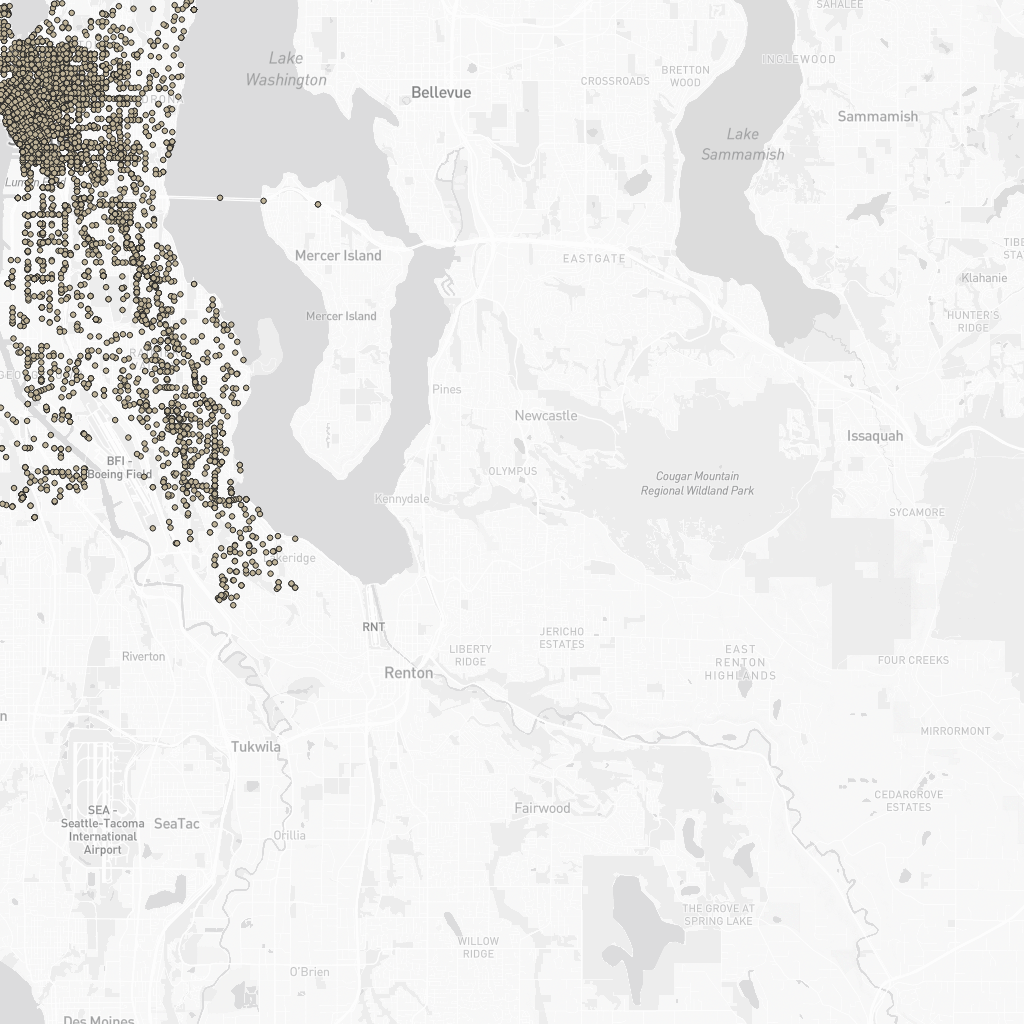 SAHALEE
Lake
Washington
INGLEWOOD
BRETTON
WOOD
CROSSROADS
Bellevue
Sammamish
Lake
Sammamish
Mercer Island
EASTGATE
Klahanie
Mercer Island
HUNTER'S
RIDGE
Pines
Newcastle
Issaquah
BFI -
Boeing Field
OLYMPUS
Cougar Mountain
Regional Wildland Park
Kennydale
SYCAMORE
RNT
JERICHO
ESTATES
Riverton
LIBERTY
RIDGE
EAST
RENTON
HIGHLANDS
FOUR CREEKS
Renton
MIRRORMONT
Tukwila
CEDARGROVE
ESTATES
SEA -
Seattle-Tacoma
International
Airport
SeaTac
Fairwood
Orillia
THE GROVE AT
SPRING LAKE
WILLOW
RIDGE
O'Brien
Des Moines